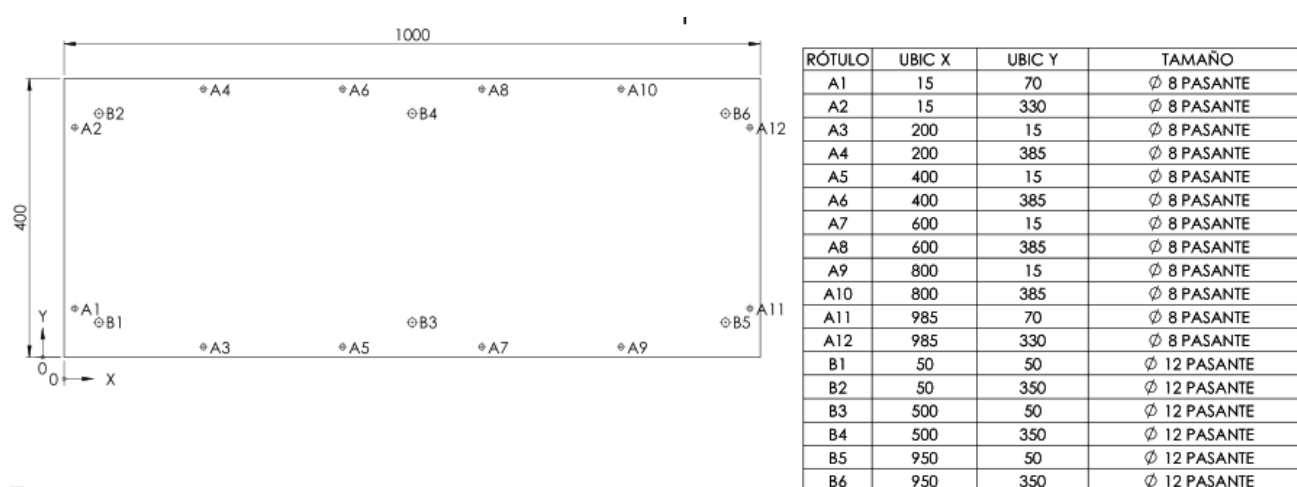 1000
A4 A6 A8 A10
B2 B4 B6
A2 A12
400
A1 A11
Y
B1 B3 B5
A3 A5 A7 A9
0
0 X
RÓTULO UBIC X UBIC Y TAMAÑO
A1 15 70 ∅ 8 PASANTE
A2 15 330 ∅ 8 PASANTE
A3 200 15 ∅ 8 PASANTE
A4 200 385 ∅ 8 PASANTE
A5 400 15 ∅ 8 PASANTE
A6 400 385 ∅ 8 PASANTE
A7 600 15 ∅ 8 PASANTE
A8 600 385 ∅ 8 PASANTE
A9 800 15 ∅ 8 PASANTE
A10 800 385 ∅ 8 PASANTE
A11 985 70 ∅ 8 PASANTE
A12 985 330 ∅ 8 PASANTE
B1 50 50 ∅ 12 PASANTE
B2 50 350 ∅ 12 PASANTE
B3 500 50 ∅ 12 PASANTE
B4 500 350 ∅ 12 PASANTE
B5 950 50 ∅ 12 PASANTE
B6 950 350 ∅ 12 PASANTE